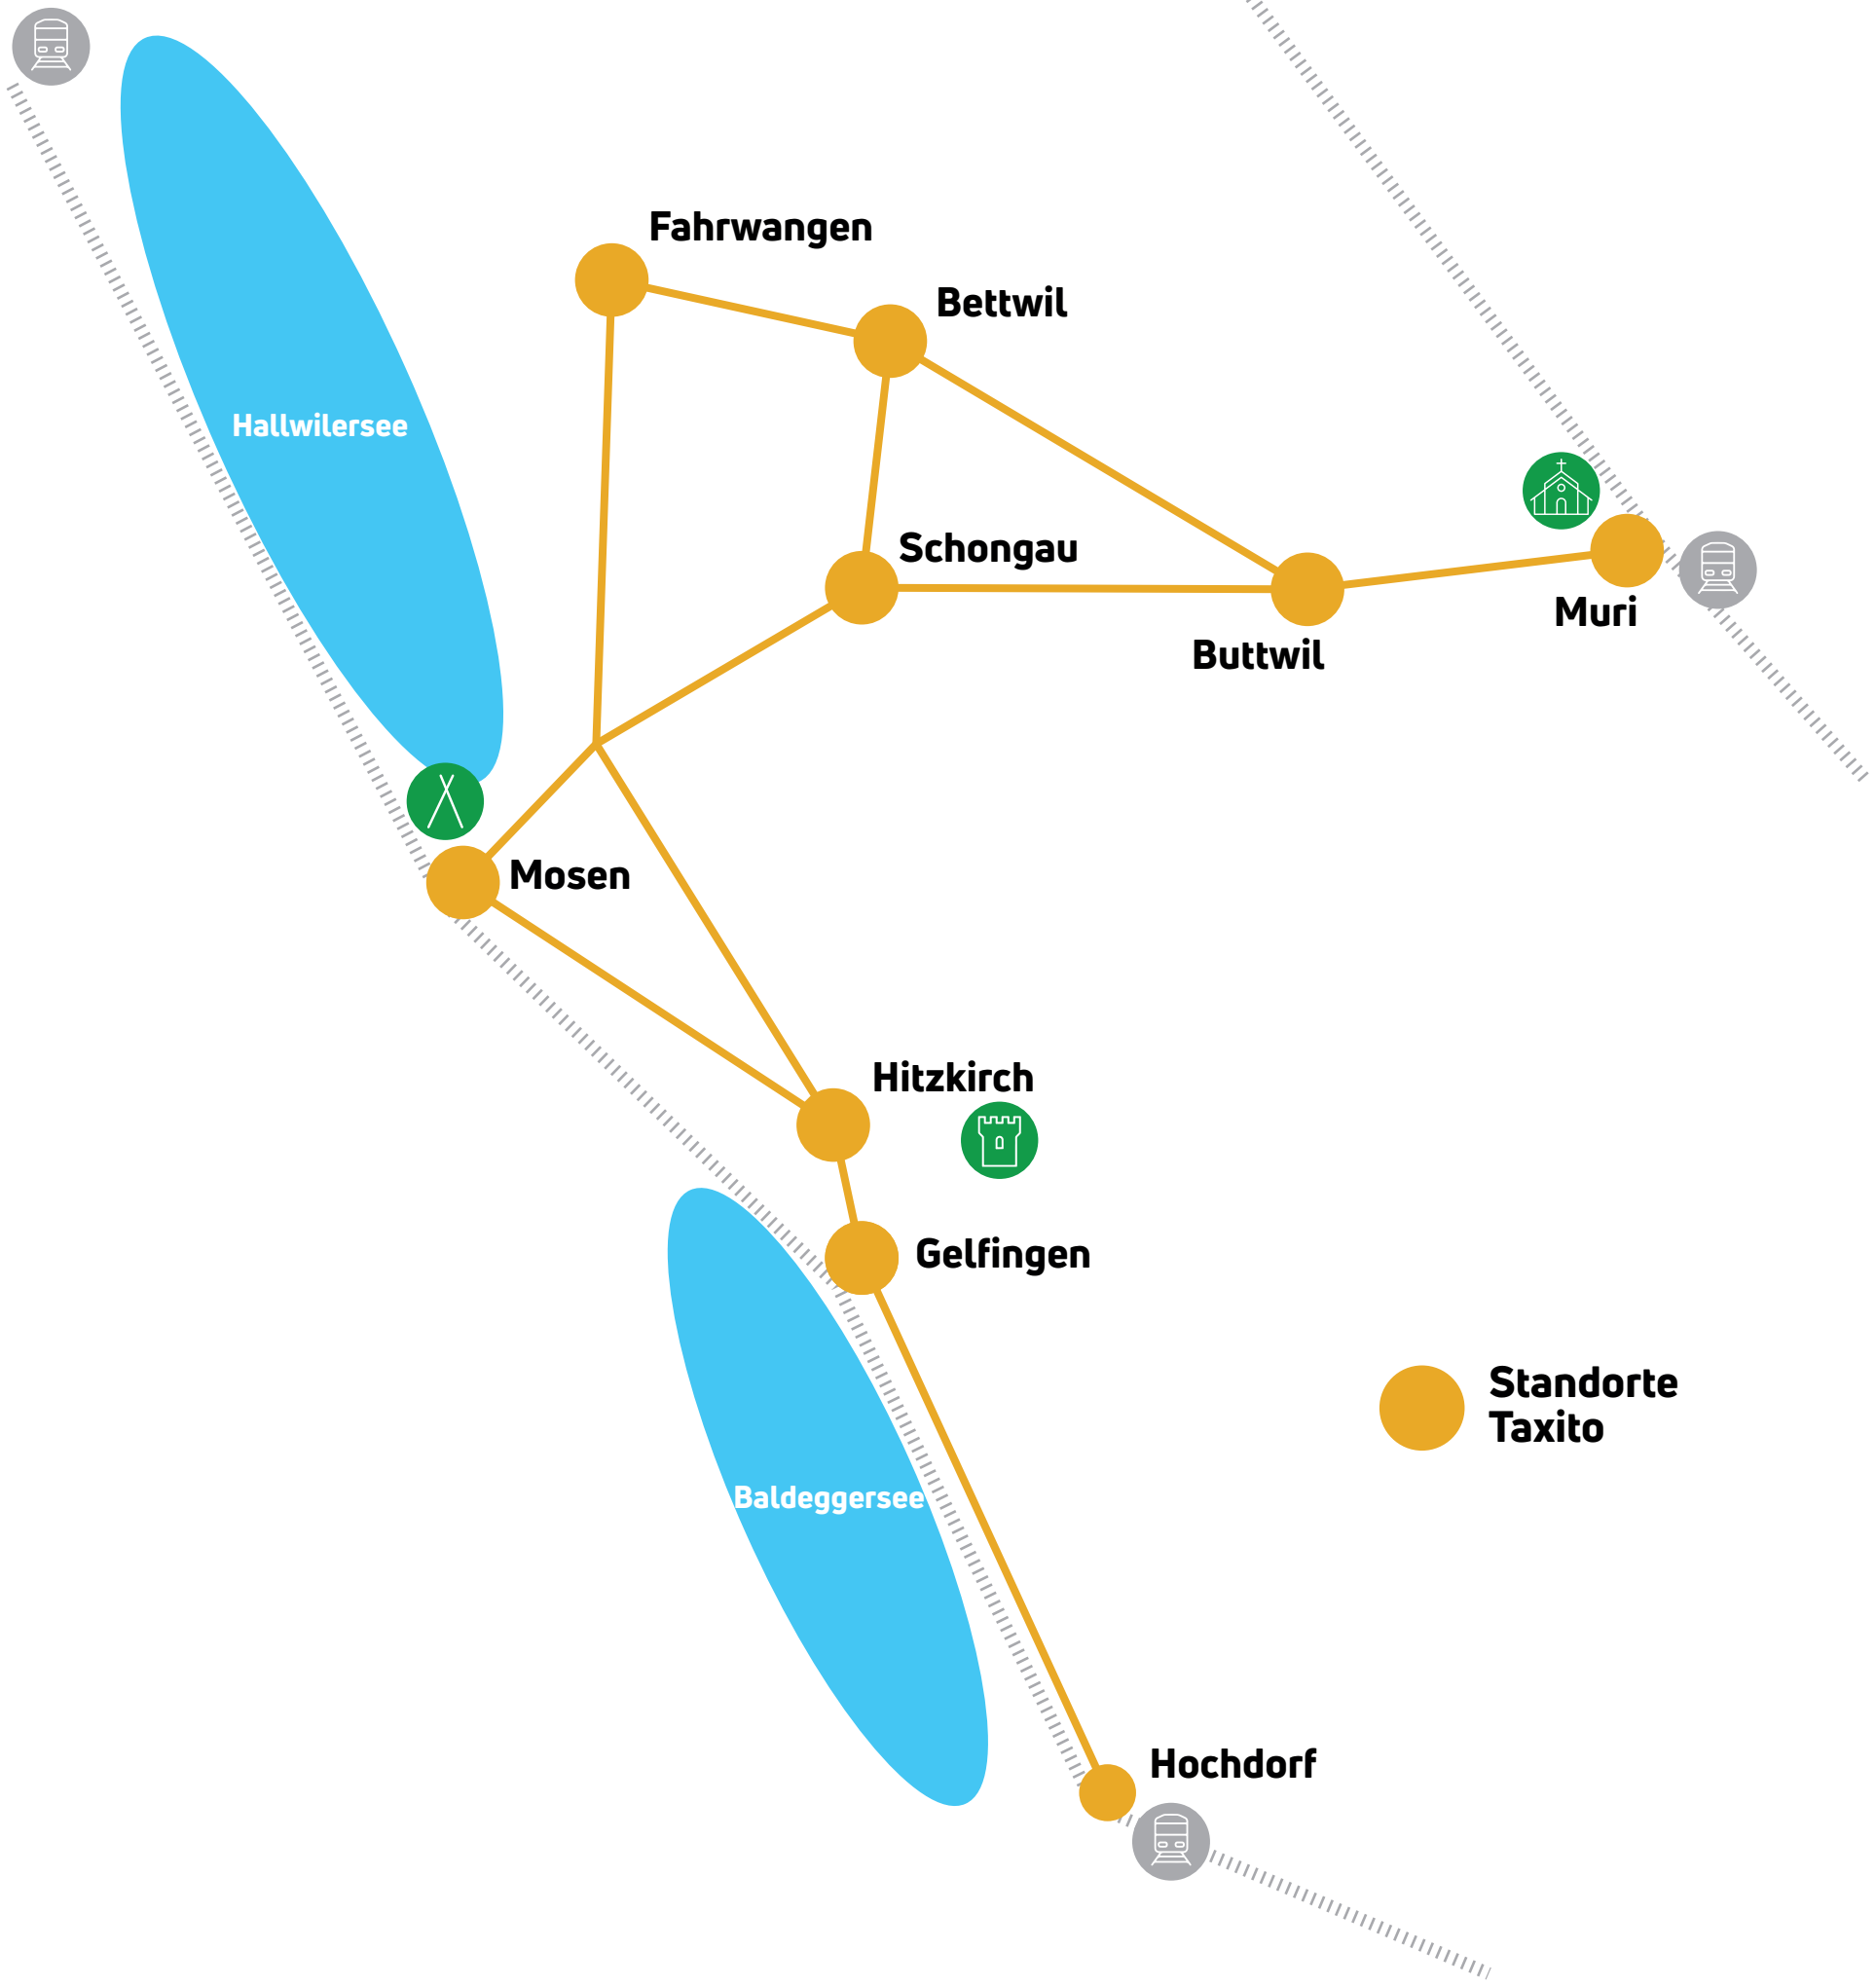 Fahrwangen
Bettwil
Hallwilersee
Schongau
Muri
Buttwil
Mosen
Hitzkirch
Gelfingen
Standorte
Taxito
Baldeggersee
Hochdorf